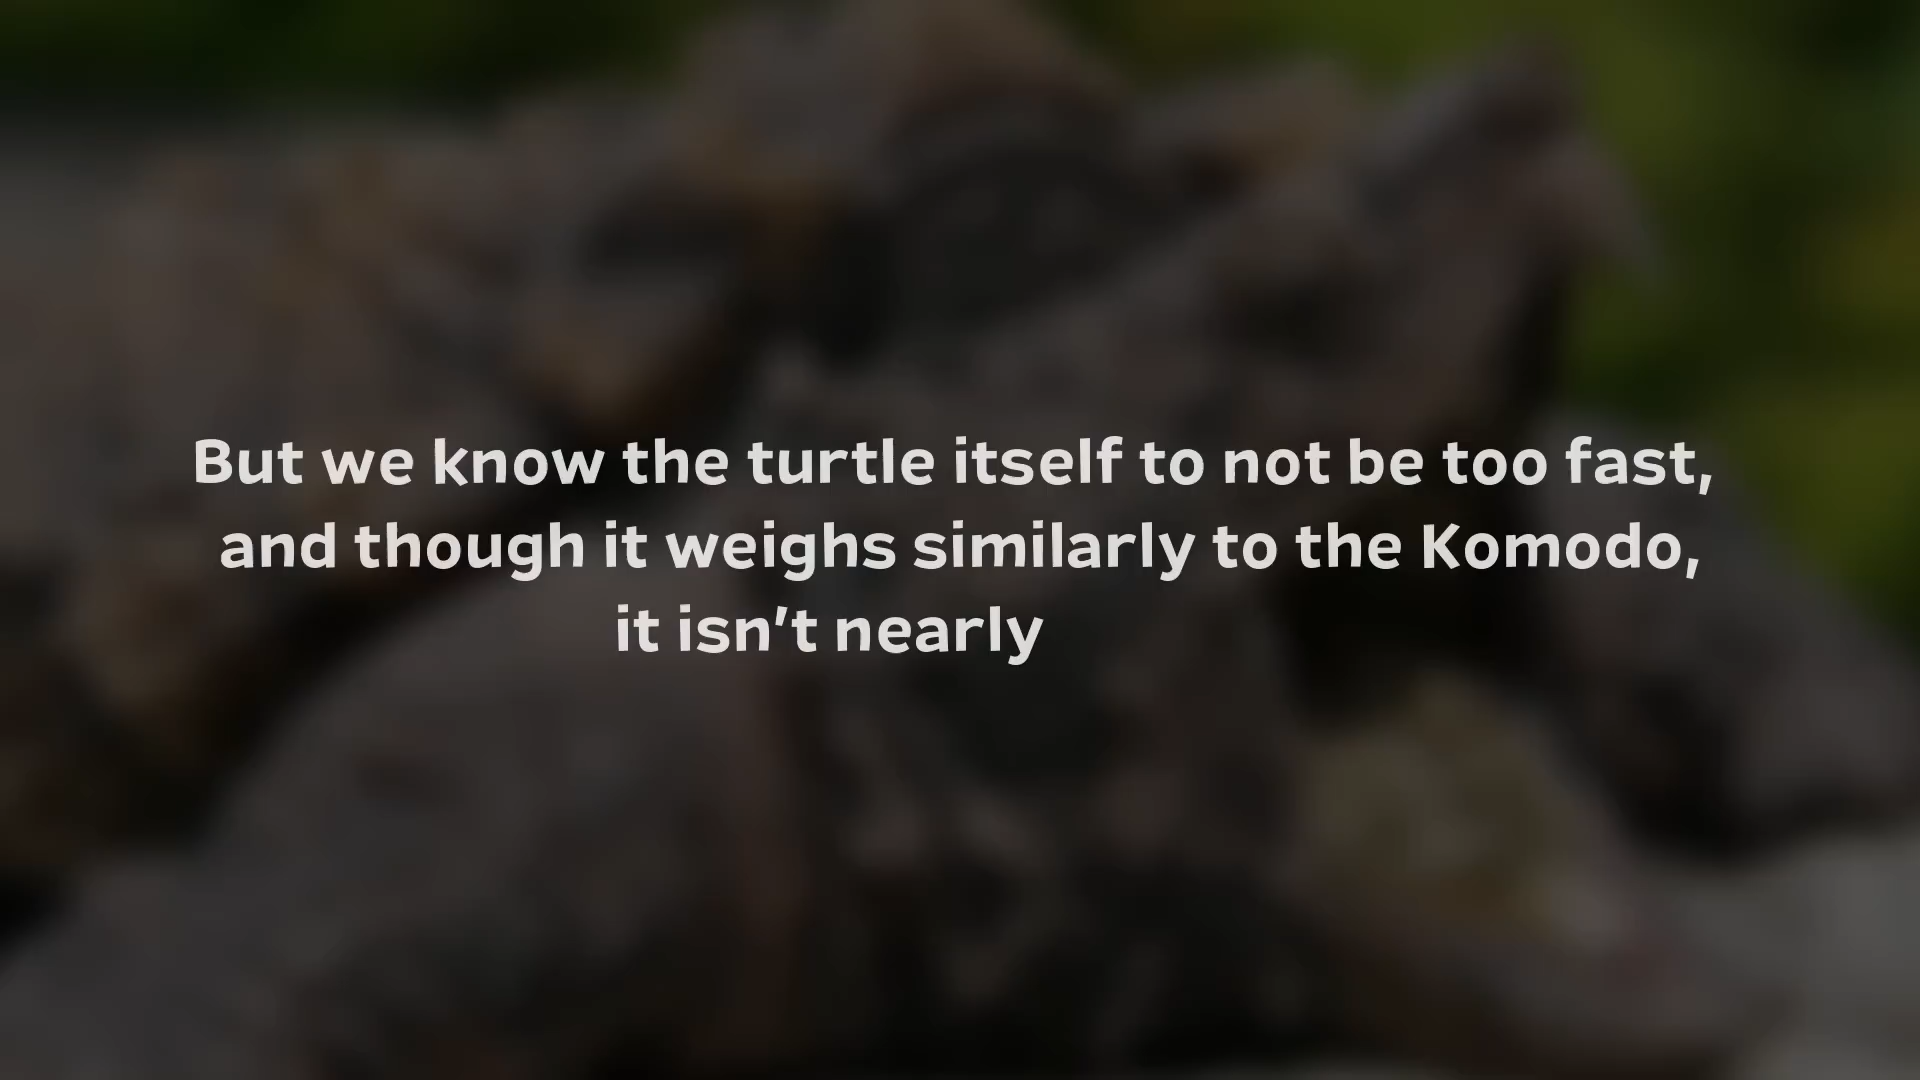 But we know the turtle itself to not be too fast,
and though it weighs similarly to the Komodo,
it isn't nearly